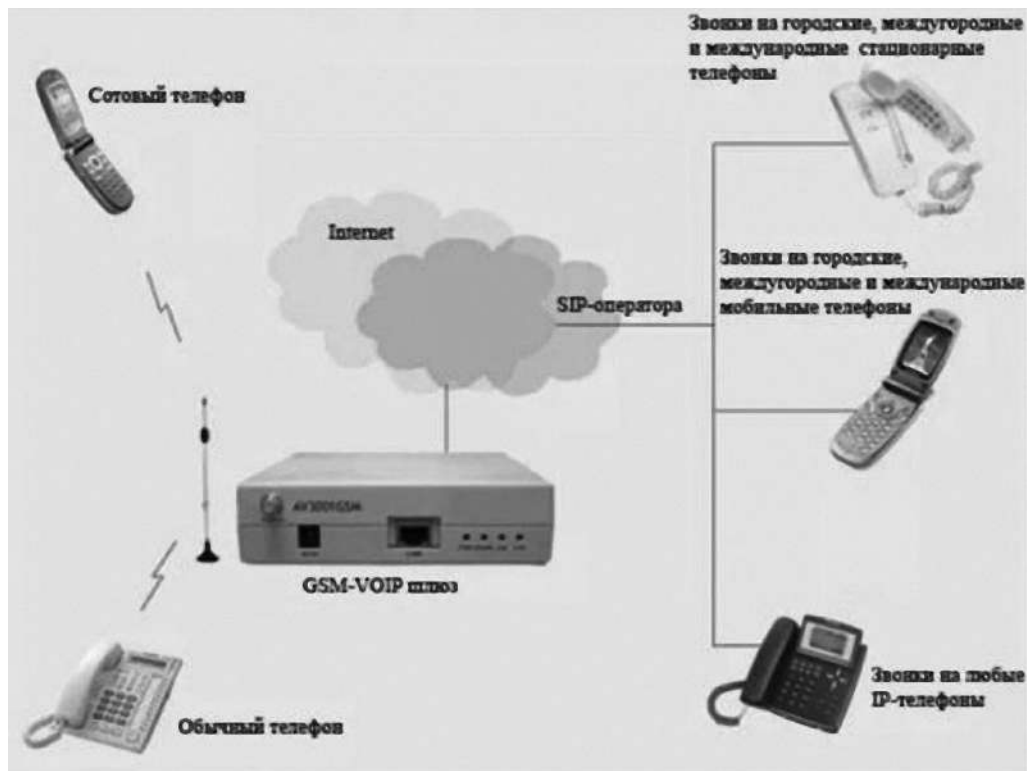 Звонки на городские, междугородные
и международные стационарные
телефоны
Сотовый телефон
Internet
Звонки на городские,
междугородные и международные
мобильные телефоны
SIP-оператора
AV3001GSM
GSM-VOIP шлюз
Звонки на любые
IP-телефоны
Обычный телефон